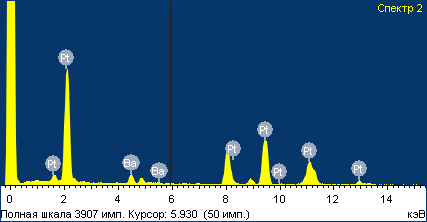 Спектр 2
Pt
Pt
Ba
Ba
Pt
Pt
Pt
Pt
Pt
0 2 4 6 8 10 12 14
Полная шкала 3907 имп. Курсор: 5.930 (50 имп.) кэВ